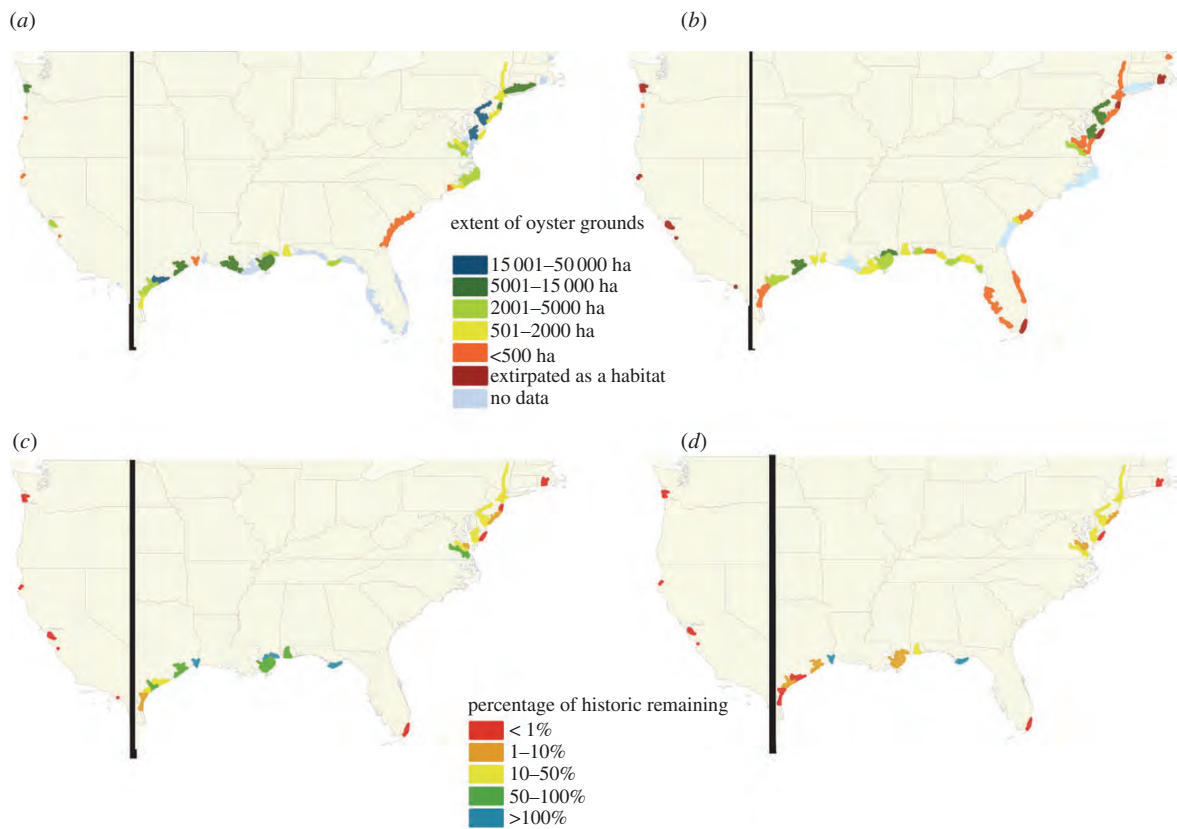 (a)
(b)
extent of oyster grounds
15 001–50 000 ha
5001–15 000 ha
2001–5000 ha
501–2000 ha
<500 ha
extirpated as a habitat
no data
(c)
(d)
percentage of historic remaining
< 1%
1–10%
10–50%
50–100%
>100%